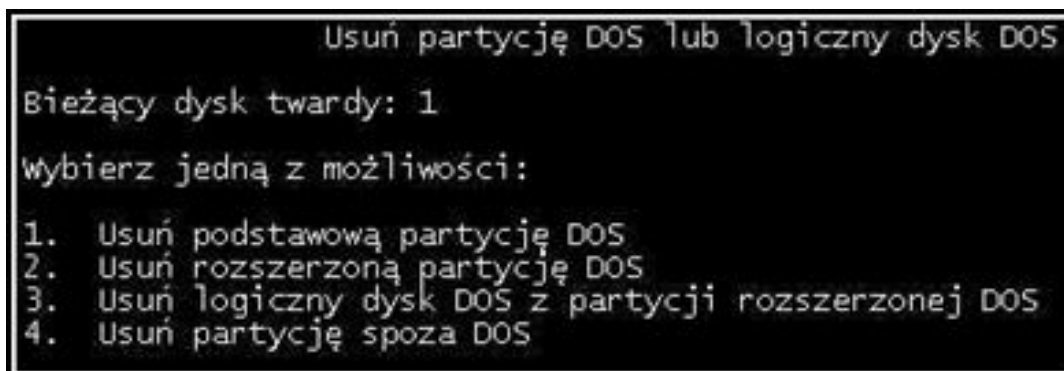 Usuń partycję DOS lub logiczny dysk DOS
Bieżący dysk twardy: 1
Wybierz jedną z możliwości:
1. Usuń podstawową partycję DOS
2. Usuń rozszerzoną partycję DOS
3. Usuń logiczny dysk DOS z partycji rozszerzonej DOS
4. Usuń partycję spoza DOS